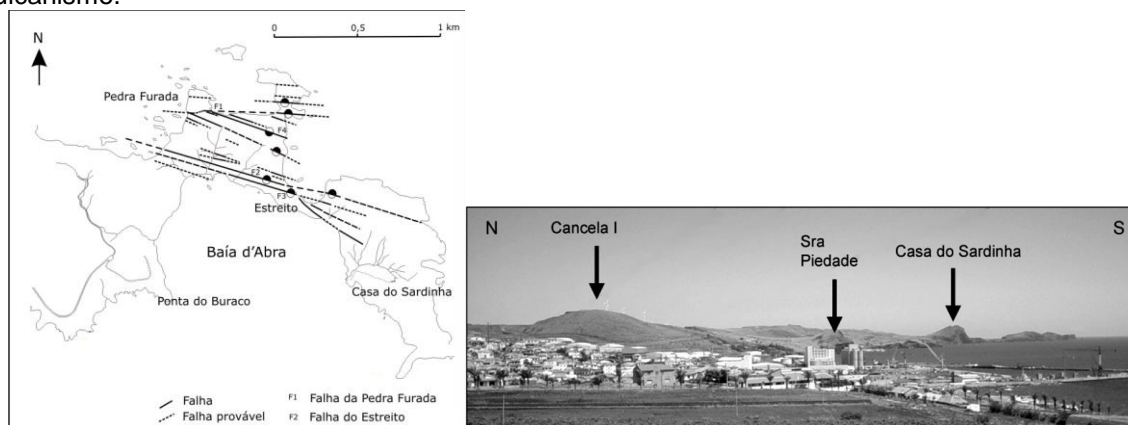 0 0,5 1 km
N
Pedra Furada
F1
F4
F2
F3
Estreito
Baía d'Abra
Ponta do Buraco
Casa do Sardinha
Falha F1 Falha da Pedra Furada
Falha provável F2 Falha do Estreito
N Cancela I Sra Piedade Casa do Sardinha S